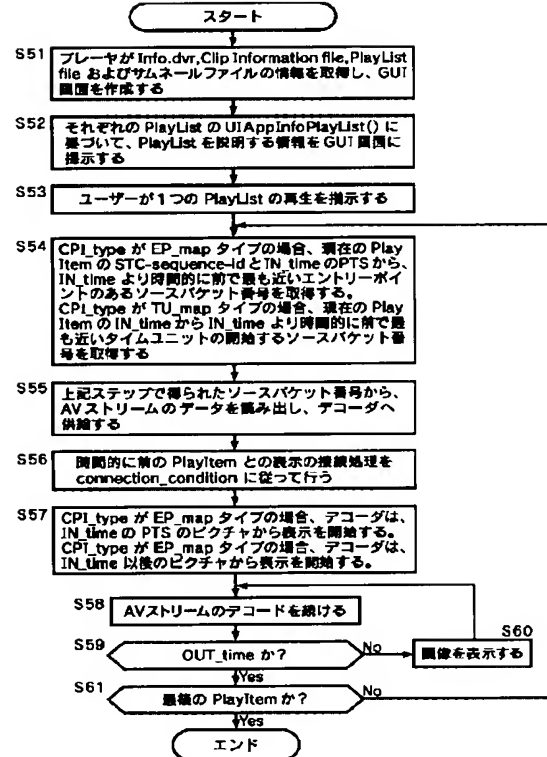 スタート
S51
プレーヤが Info.dvr,Clip Information file,PlayList
file およびサムネールファイルの情報を取得し、GUI
画面を作成する
S52
それぞれの PlayList の UIAppInfoPlayList() に
基づいて、PlayList を説明する情報を GUI 画面に
提示する
S53
ユーザーが1つの PlayList の再生を指示する
S54
CPI_type が EP_map タイプの場合、現在の Play
Item の STC-sequence-id と IN_time のPTS から、
IN_time より時間的に前で最も近いエントリーポイ
ントのあるソースパケット番号を取得する。
CPI_type が TU_map タイプの場合、現在の Play
Item の IN_time から IN_time より時間的に前で最
も近いタイムユニットの開始するソースパケット番
号を取得する
S55
上記ステップで得られたソースパケット番号から、
AVストリームのデータを読み出し、デコーダへ
供給する
S56
時間的に前の PlayItem との表示の接続処理を
connection_condition に従って行う
S57
CPI_type が EP_map タイプの場合、デコーダは、
IN_time の PTS のピクチャから表示を開始する。
CPI_type が EP_map タイプの場合、デコーダは、
IN_time 以後のピクチャから表示を開始する。
S58
AVストリームのデコードを続ける
S59
OUT_time か?
No
S60
画像を表示する
Yes
S61
最後の PlayItem か?
No
Yes
エンド